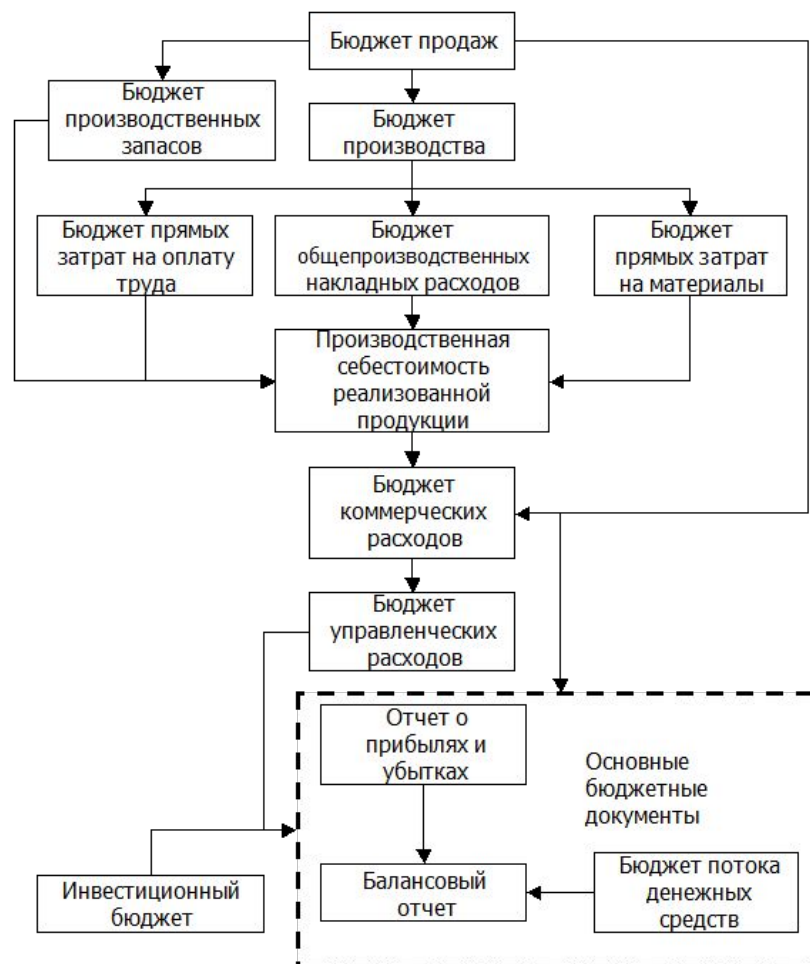 Бюджет продаж
Бюджет
производственных
запасов
Бюджет
производства
Бюджет прямых
затрат на оплату
труда
Бюджет
общепроизводственных
накладных расходов
Бюджет
прямых затрат
на материалы
Производственная
себестоимость
реализованной
продукции
Бюджет
коммерческих
расходов
Бюджет
управленческих
расходов
Отчет о
прибылях и
убытках
Основные
бюджетные
документы
Инвестиционный
бюджет
Балансовый
отчет
Бюджет потока
денежных
средств